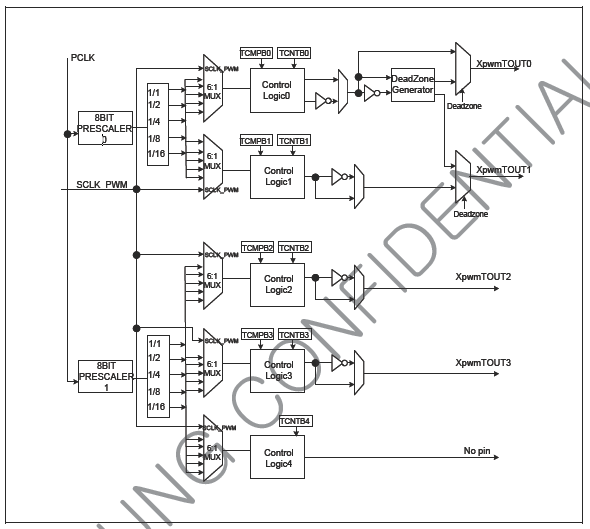 PCLK
8BIT
PRESCALER
0
SCLK_PWM
1/1
1/2
1/4
1/8
1/16
SCLK_PWM
6:1
MUX
TCMPB0
TCNTB0
Control
Logic0
DeadZone
Generator
XpwmTOUT0
Deadzone
6:1
MUX
SCLK_PWM
TCMPB1
TCNTB1
Control
Logic1
XpwmTOUT1
Deadzone
SCLK_PWM
6:1
MUX
TCMPB2
TCNTB2
Control
Logic2
XpwmTOUT2
8BIT
PRESCALER
1
1/1
1/2
1/4
1/8
1/16
SCLK_PWM
6:1
MUX
TCMPB3
TCNTB3
Control
Logic3
XpwmTOUT3
SCLK_PWM
6:1
MUX
TCNTB4
Control
Logic4
No pin
UNG CONFIDENTIAL